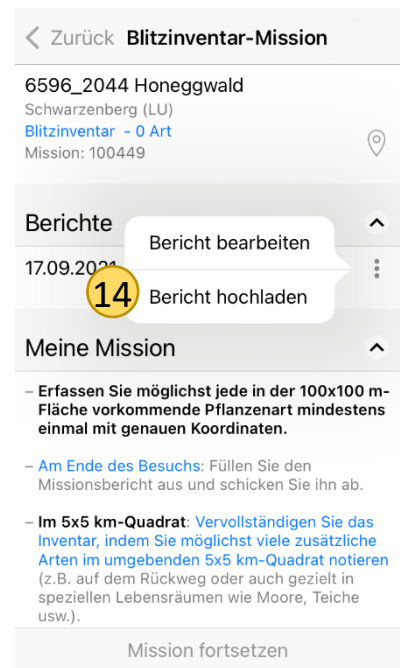 Zurück Blitzinventar-Mission
6596_2044 Honeggwald
Schwarzenberg (LU)
Blitzinventar - 0 Art
Mission: 100449
Berichte
Bericht bearbeiten
17.09.2021
14 Bericht hochladen
Meine Mission
– Erfassen Sie möglichst jede in der 100x100 m-
Fläche vorkommende Pflanzenart mindestens
einmal mit genauen Koordinaten.
– Am Ende des Besuchs: Füllen Sie den
Missionsbericht aus und schicken Sie ihn ab.
– Im 5x5 km-Quadrat: Vervollständigen Sie das
Inventar, indem Sie möglichst viele zusätzliche
Arten im umgebenden 5x5 km-Quadrat notieren
(z.B. auf dem Rückweg oder auch gezielt in
speziellen Lebensräumen wie Moore, Teiche
usw.).
Mission fortsetzen